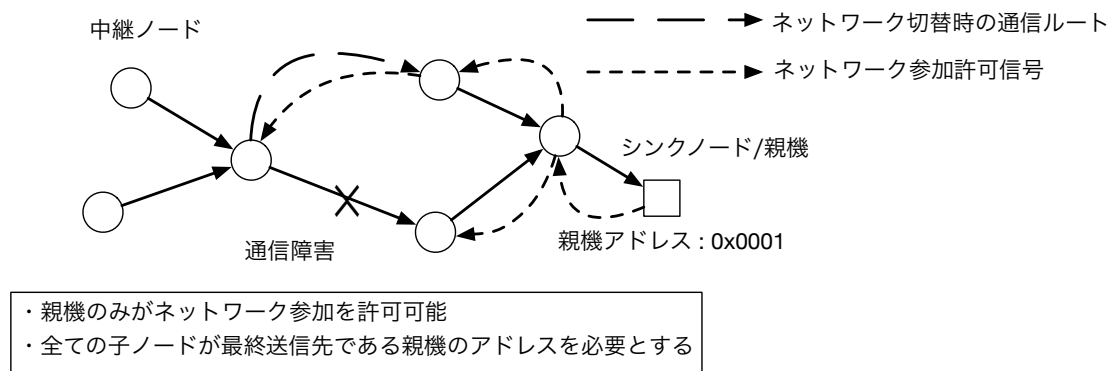 中継ノード
ネットワーク切替時の通信ルート
ネットワーク参加許可信号
シンクノード/親機
親機アドレス : 0x0001
通信障害
・親機のみがネットワーク参加を許可可能
・全ての子ノードが最終送信先である親機のアドレスを必要とする